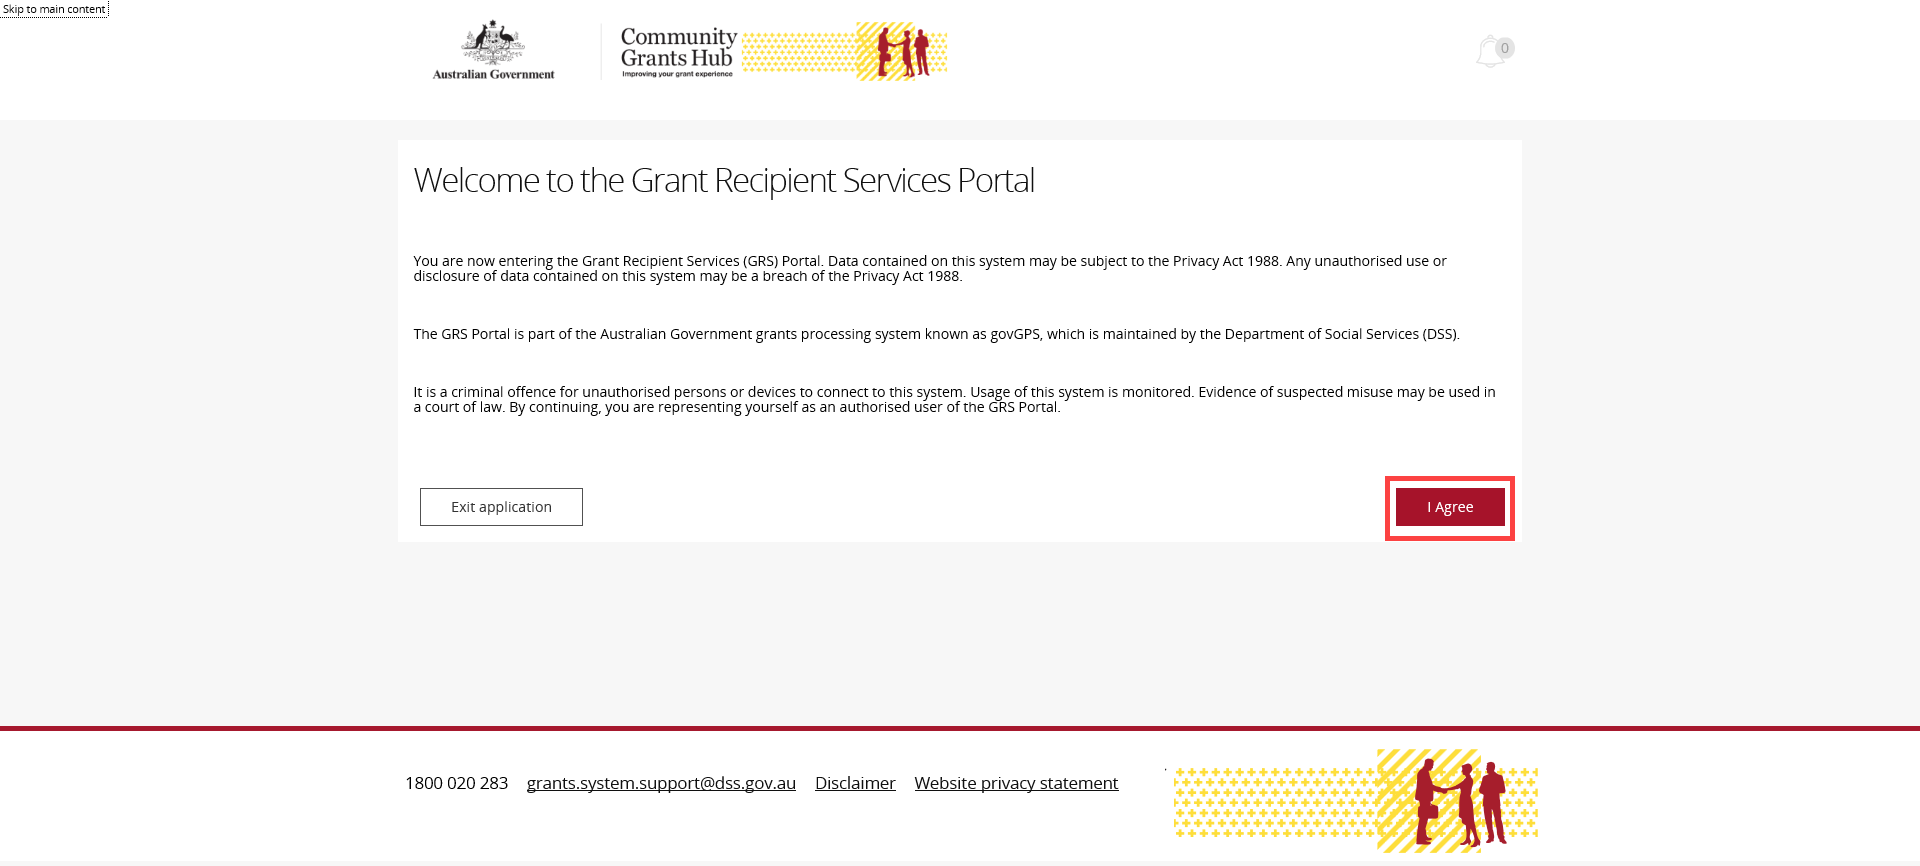 Skip to main content
Australian Government
Community
Grants Hub
Improving your grant experience
0
Welcome to the Grant Recipient Services Portal
You are now entering the Grant Recipient Services (GRS) Portal. Data contained on this system may be subject to the Privacy Act 1988. Any unauthorised use or
disclosure of data contained on this system may be a breach of the Privacy Act 1988.
The GRS Portal is part of the Australian Government grants processing system known as govGPS, which is maintained by the Department of Social Services (DSS).
It is a criminal offence for unauthorised persons or devices to connect to this system. Usage of this system is monitored. Evidence of suspected misuse may be used in
a court of law. By continuing, you are representing yourself as an authorised user of the GRS Portal.
Exit application
I Agree
1800 020 283 grants.system.support@dss.gov.au Disclaimer Website privacy statement